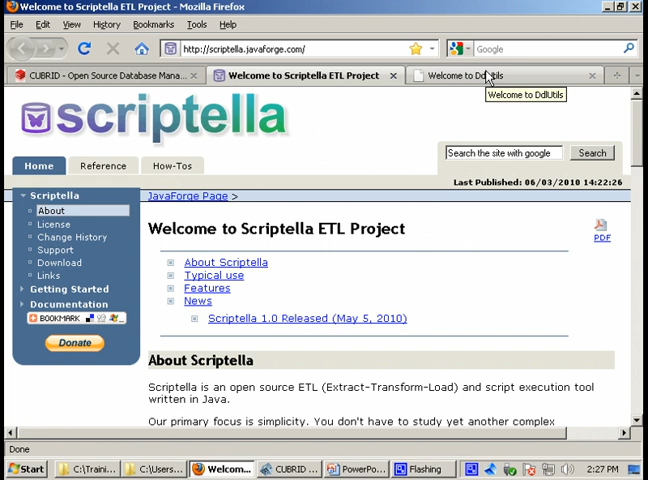 Welcome to Scriptella ETL Project - Mozilla Firefox
File Edit View History Bookmarks Tools Help
http://scriptella.javaforge.com/
Google
CUBRID - Open Source Database Mana...
Welcome to Scriptella ETL Project
Welcome to Ddl
Welcome to DdlUtils
scriptella
Search the site with google
Search
Home
Reference
How-Tos
Last Published: 06/03/2010 14:22:26
Scriptella
About
License
Change History
Support
Download
Links
Getting Started
Documentation
BOOKMARK
Donate
JavaForge Page >
Welcome to Scriptella ETL Project
PDF
About Scriptella
Typical use
Features
News
Scriptella 1.0 Released (May 5, 2010)
About Scriptella
Scriptella is an open source ETL (Extract-Transform-Load) and script execution tool
written in Java.
Our primary focus is simplicity. You don't have to study yet another complex
Done
Start
C:\Traini...
C:\Users...
Welcom...
CUBRID ...
PowerPo...
Flashing
2:27 PM